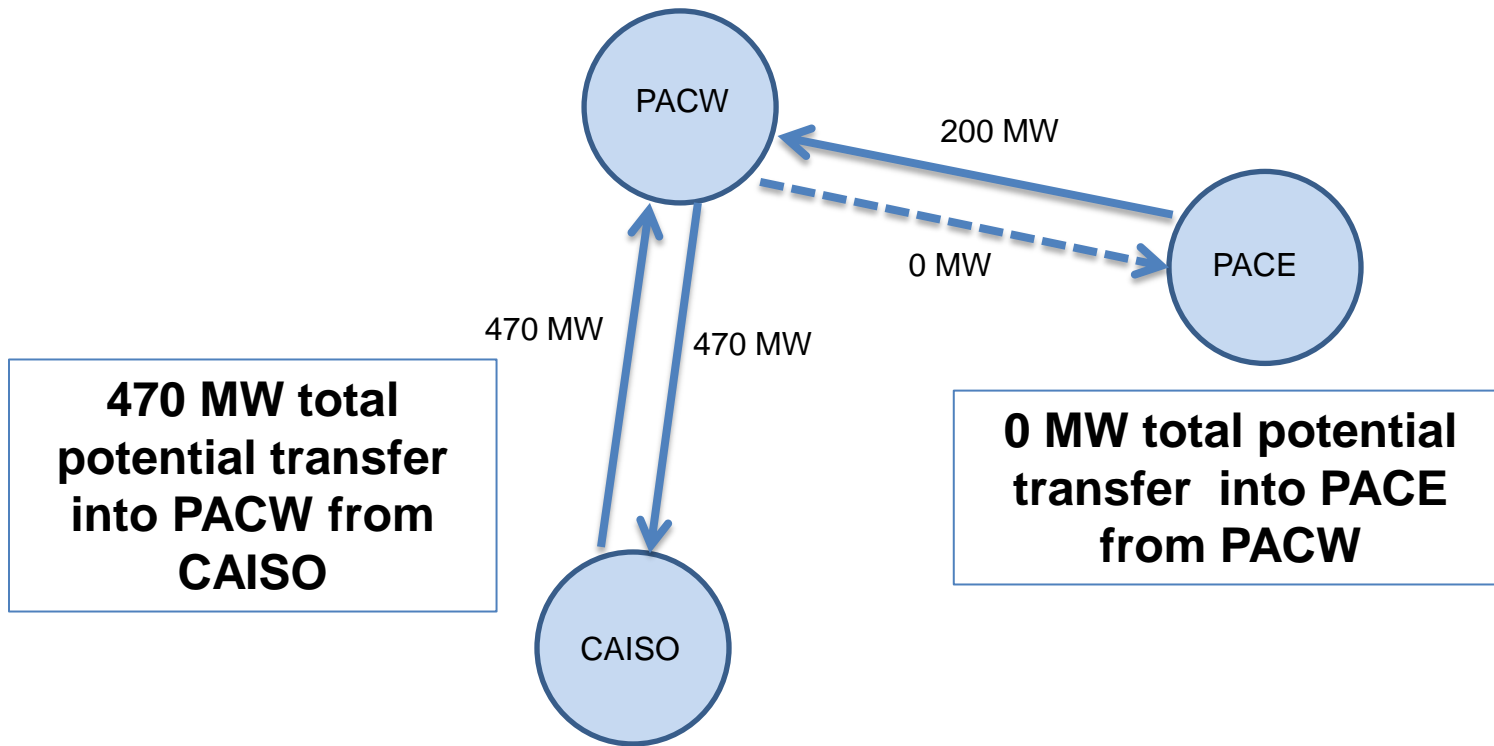 PACW
200 MW
0 MW
PACE
470 MW
470 MW
470 MW total
potential transfer
into PACW from
CAISO
0 MW total potential
transfer into PACE
from PACW
CAISO